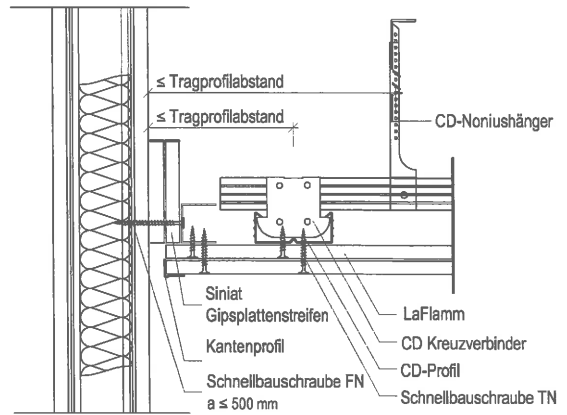 ≤ Tragprofilabstand
≤ Tragprofilabstand
CD-Noniushänger
Siniat
Gipsplattenstreifen
Kantenprofil
Schnellbauschraube FN
a ≤ 500 mm
LaFlamm
CD Kreuzverbinder
CD-Profil
Schnellbauschraube TN